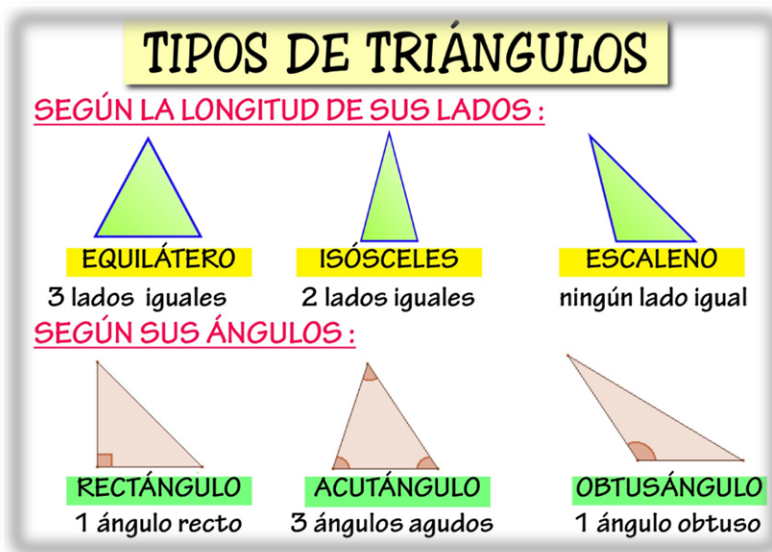 TIPOS DE TRIÁNGULOS
SEGÚN LA LONGITUD DE SUS LADOS :
EQUILÁTERO
3 lados iguales
ISÓSCELES
2 lados iguales
ESCALENO
ningún lado igual
SEGÚN SUS ÁNGULOS :
RECTÁNGULO
1 ángulo recto
ACUTÁNGULO
3 ángulos agudos
OBTUSÁNGULO
1 ángulo obtuso